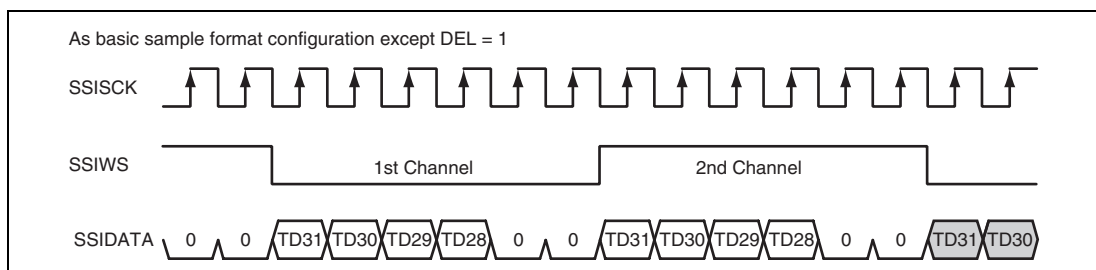 As basic sample format configuration except DEL = 1
SSISCK
SSIWS 1st Channel 2nd Channel
SSIDATA 0 0 TD31 TD30 TD29 TD28 0 0 TD31 TD30 TD29 TD28 0 0 TD31 TD30